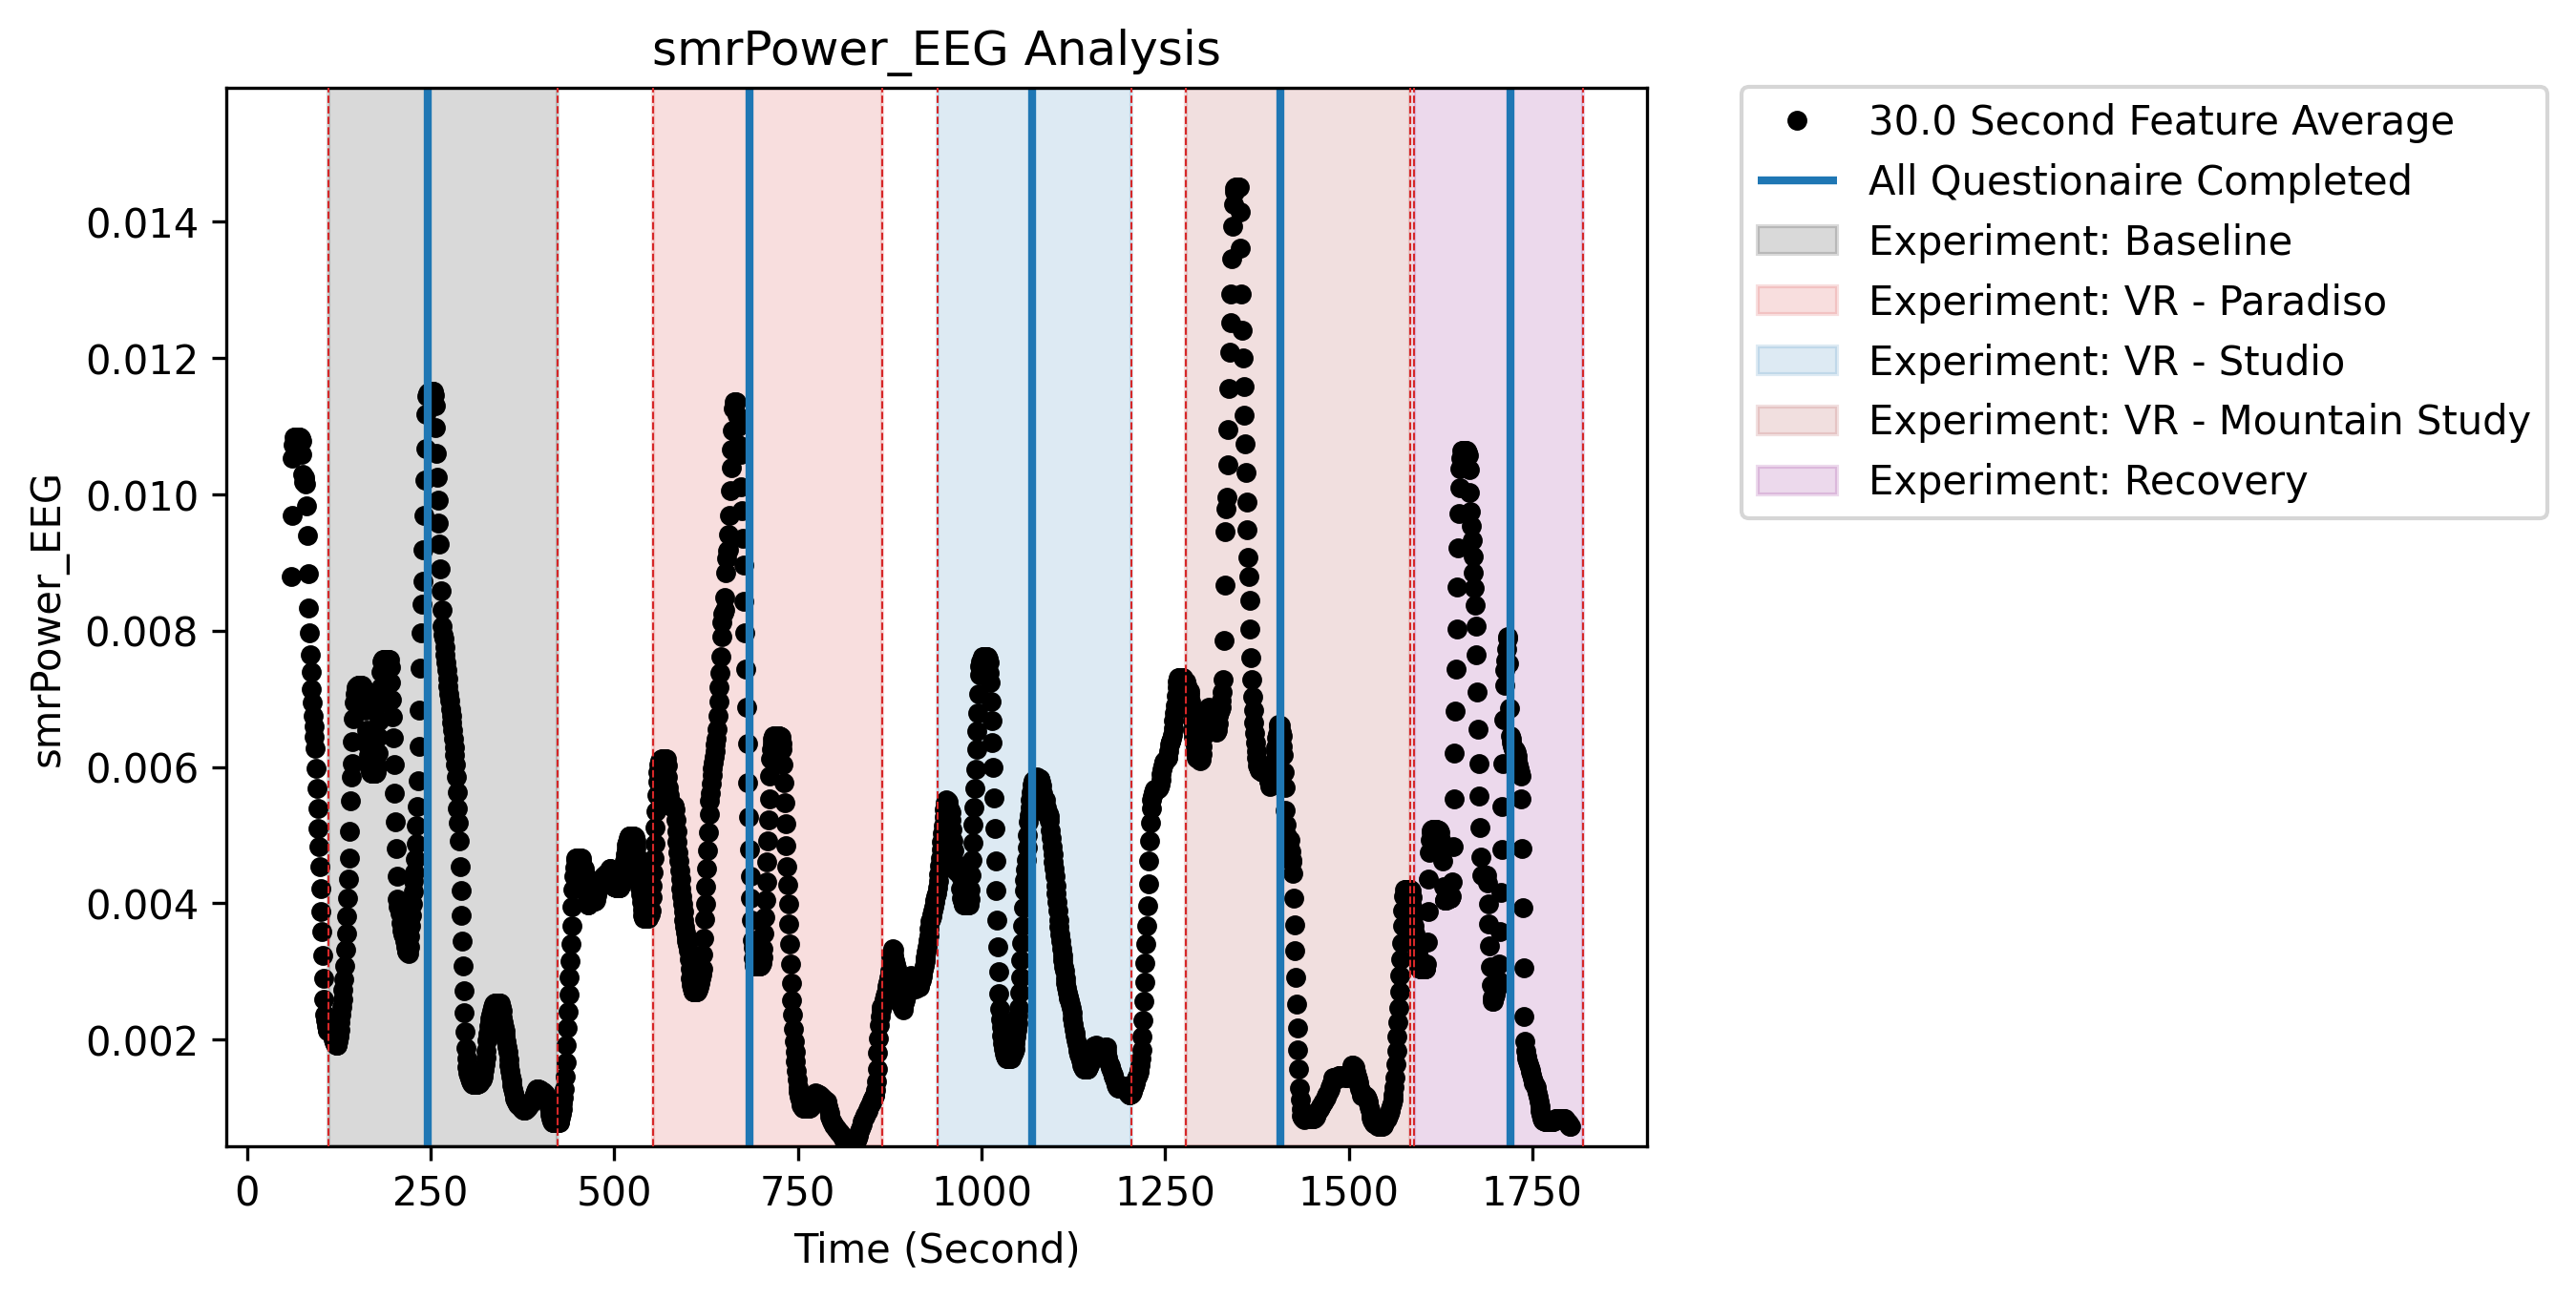 smrPower_EEG Analysis
smrPower_EEG
0.014
0.012
0.010
0.008
0.006
0.004
0.002
0 250 500 750 1000 1250 1500 1750
Time (Second)
30.0 Second Feature Average
All Questionaire Completed
Experiment: Baseline
Experiment: VR - Paradiso
Experiment: VR - Studio
Experiment: VR - Mountain Study
Experiment: Recovery